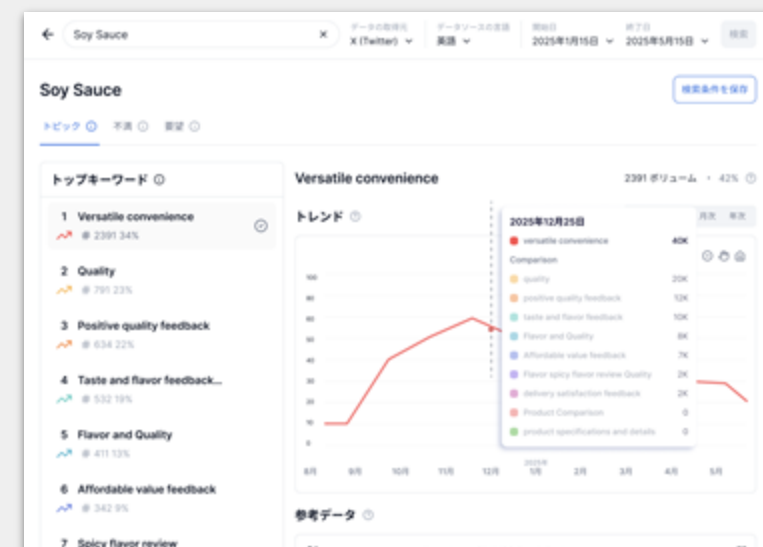 Soy Sauce
データの取得元
X (Twitter)
データソースの言語
英語
開始日
2025年1月15日
終了日
2025年5月15日
検索
Soy Sauce
検索条件を保存
トピック 不満 要望
トップキーワード
1 Versatile convenience
@ 2391 34%
2 Quality
@ 791 23%
3 Positive quality feedback
@ 634 22%
4 Taste and flavor feedback...
@ 532 19%
5 Flavor and Quality
@ 411 13%
6 Affordable value feedback
@ 342 9%
7 Spicy flavor review
Versatile convenience
2391 ボリューム ・ 42%
トレンド
月次 年次
2025年12月25日
versatile convenience 40K
Comparison
quality 20K
positive quality feedback 12K
taste and flavor feedback 10K
Flavor and Quality 8K
Affordable value feedback 7K
Flavor spicy flavor review Quality 2K
delivery satisfaction feedback 2K
Product Comparison 0
product specifications and details 0
100
80
60
50
40
30
20
10
0
8月 9月 10月 11月 12月 2025年 1月 2月 3月 4月 5月
参考データ